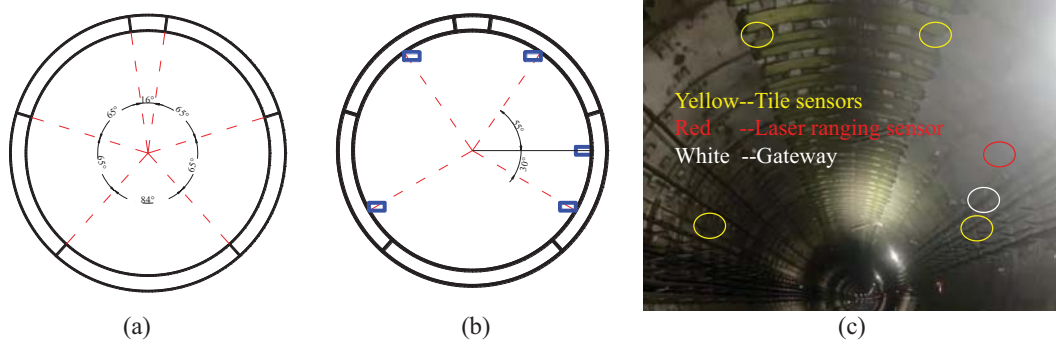 16°
65°
65°
65°
65°
84°
55°
30°
Yellow--Tile sensors
Red --Laser ranging sensor
White --Gateway
(a)
(b)
(c)